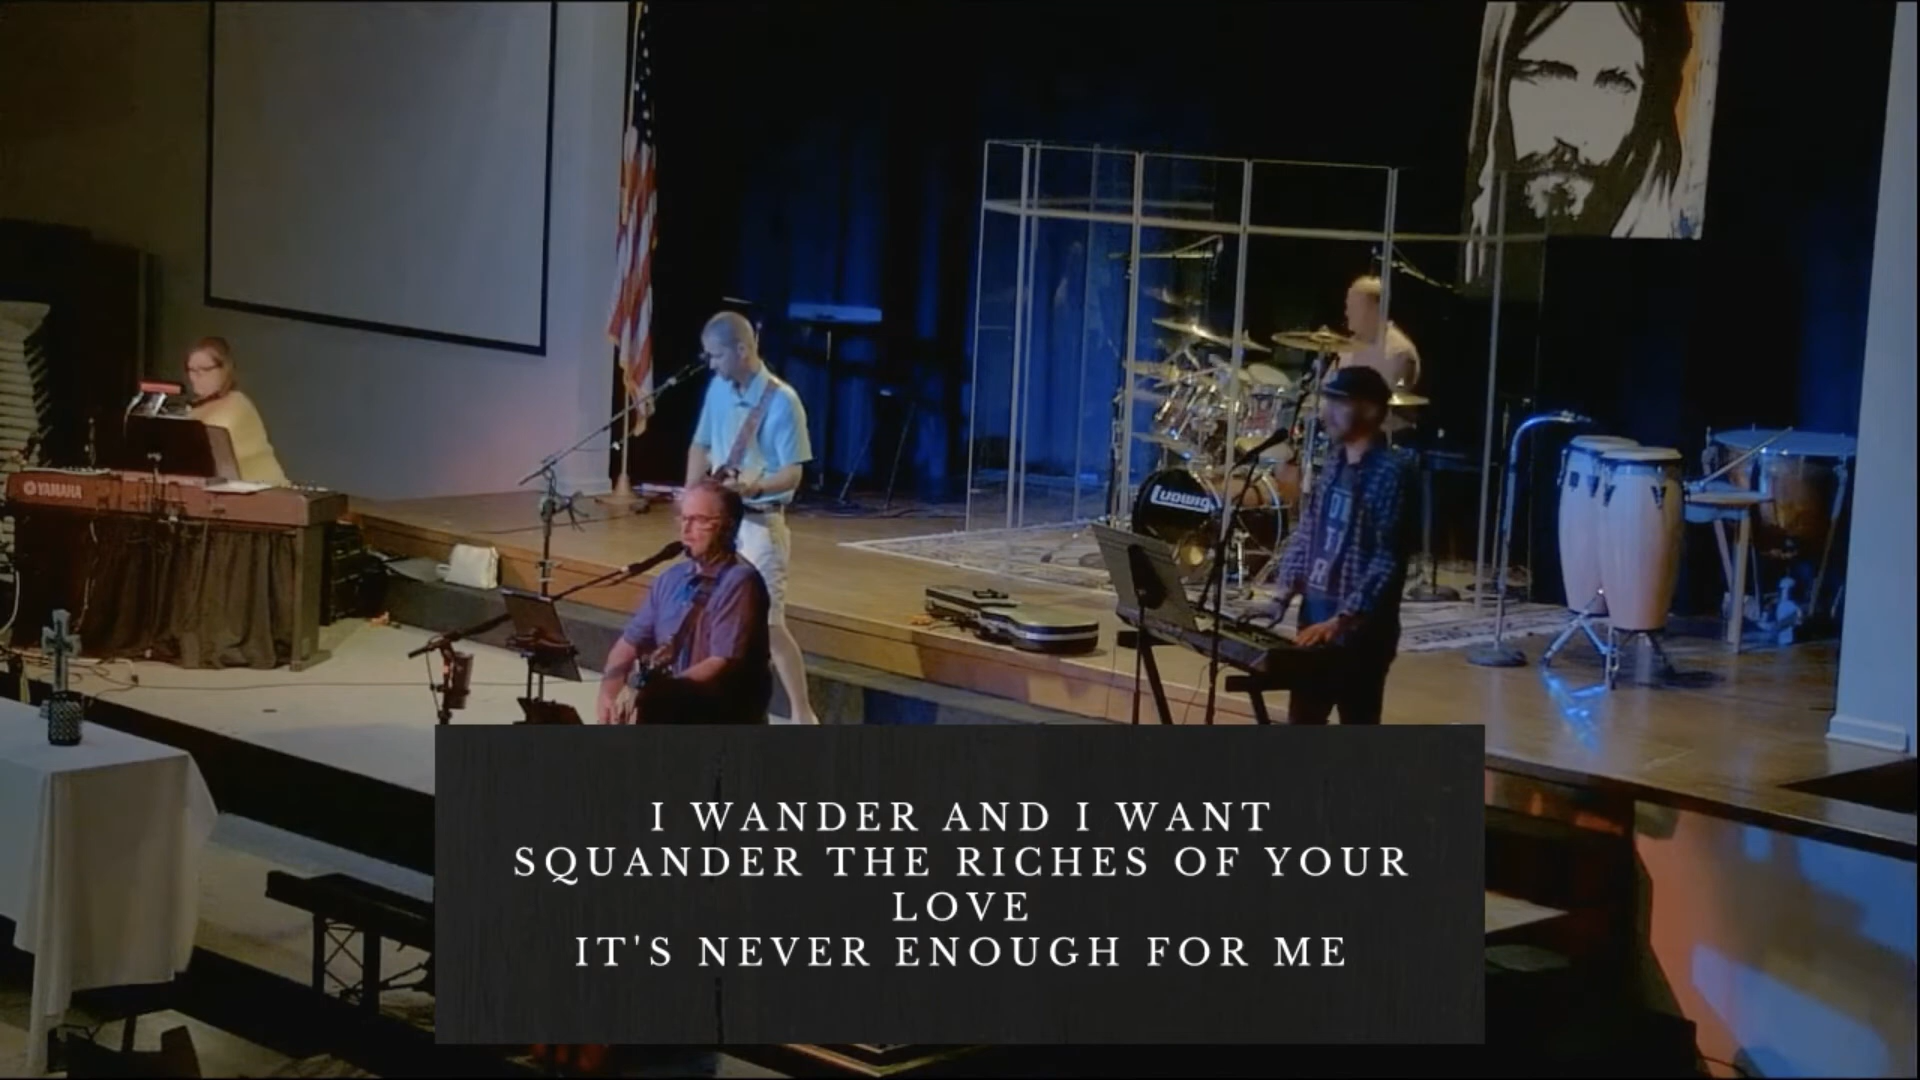 YAMAHA
LUDWIG
I WANDER AND I WANT
SQUANDER THE RICHES OF YOUR
LOVE
IT'S NEVER ENOUGH FOR ME